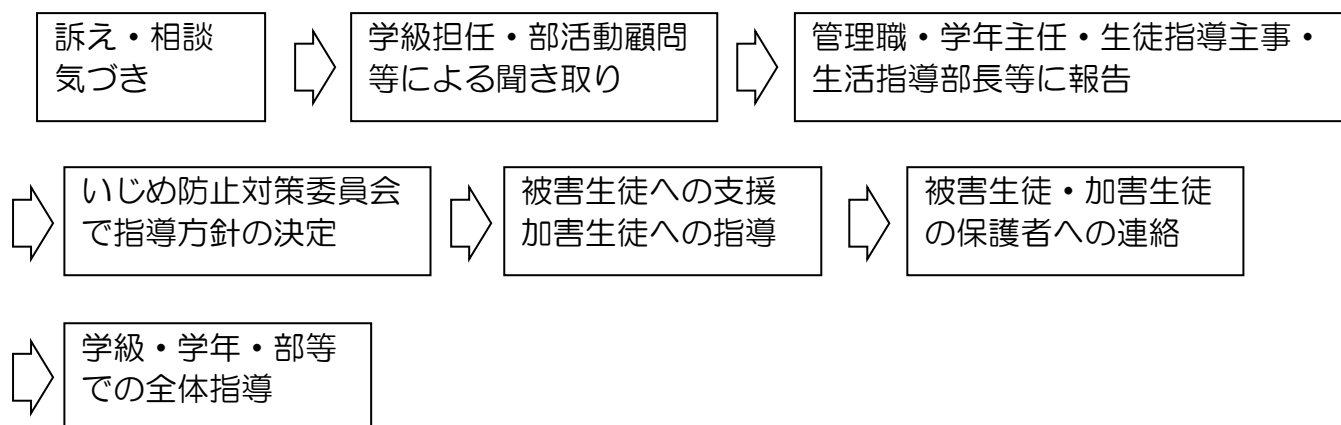 訴え・相談
気づき
学級担任・部活動顧問
等による聞き取り
管理職・学年主任・生徒指導主事・
生活指導部長等に報告
いじめ防止対策委員会
で指導方針の決定
被害生徒への支援
加害生徒への指導
被害生徒・加害生徒
の保護者への連絡
学級・学年・部等
での全体指導